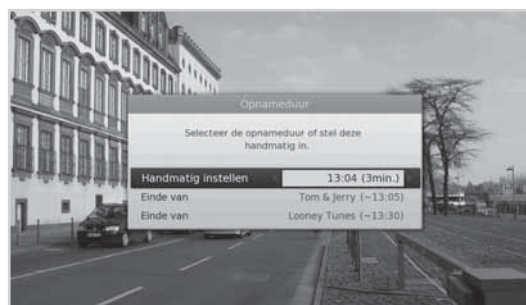 Opnameduur
Selecteer de opnameduur of stel deze
handmatig in.
Handmatig instellen 13:04 (3min.)
Einde van Tom & Jerry (~13:05)
Einde van Looney Tunes (~13:30)